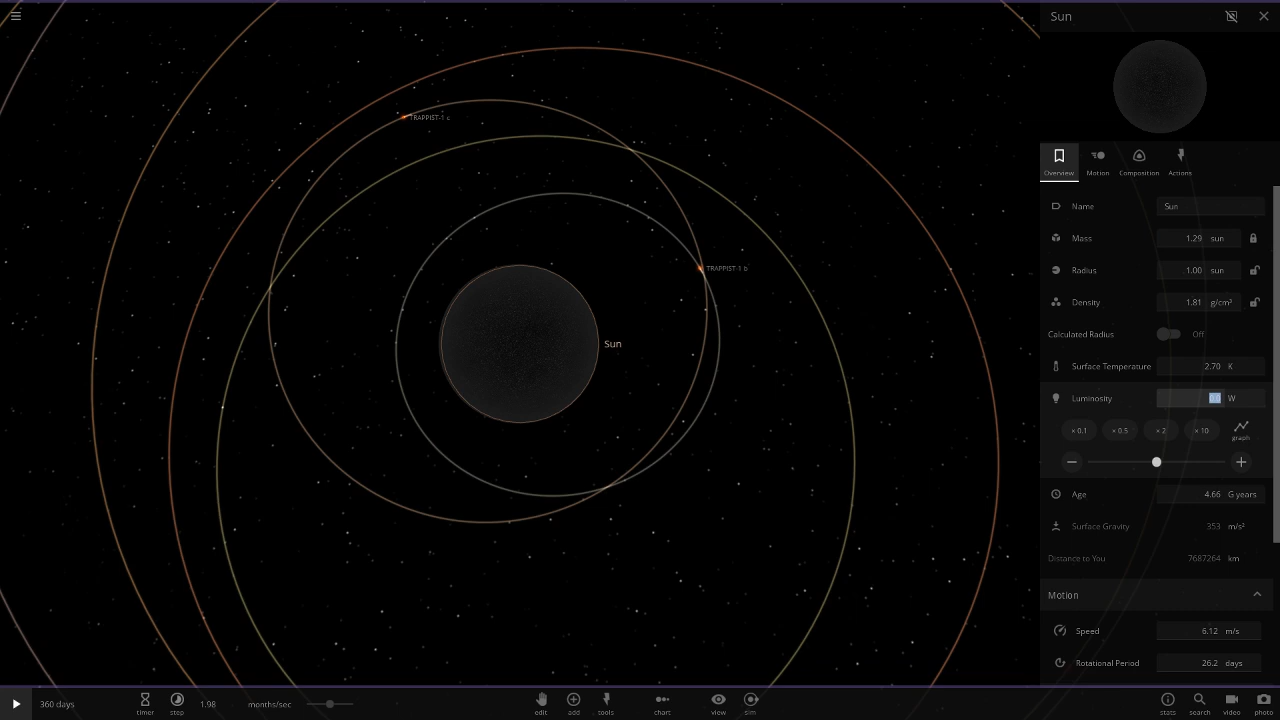 Sun
TRAPPIST-1 c
TRAPPIST-1 b
Sun
Overview Motion Composition Actions
Name Sun
Mass 1.29 sun
Radius 1.00 sun
Density 1.81 g/cm³
Calculated Radius Off
Surface Temperature 2.70 K
Luminosity 0.0 W
× 0.1 × 0.5 × 2 × 10 graph
Age 4.66 G years
Surface Gravity 353 m/s²
Distance to You 7687264 km
Motion
Speed 6.12 m/s
Rotational Period 26.2 days
360 days timer step 1.98 months/sec edit add tools chart view sim stats search video photo